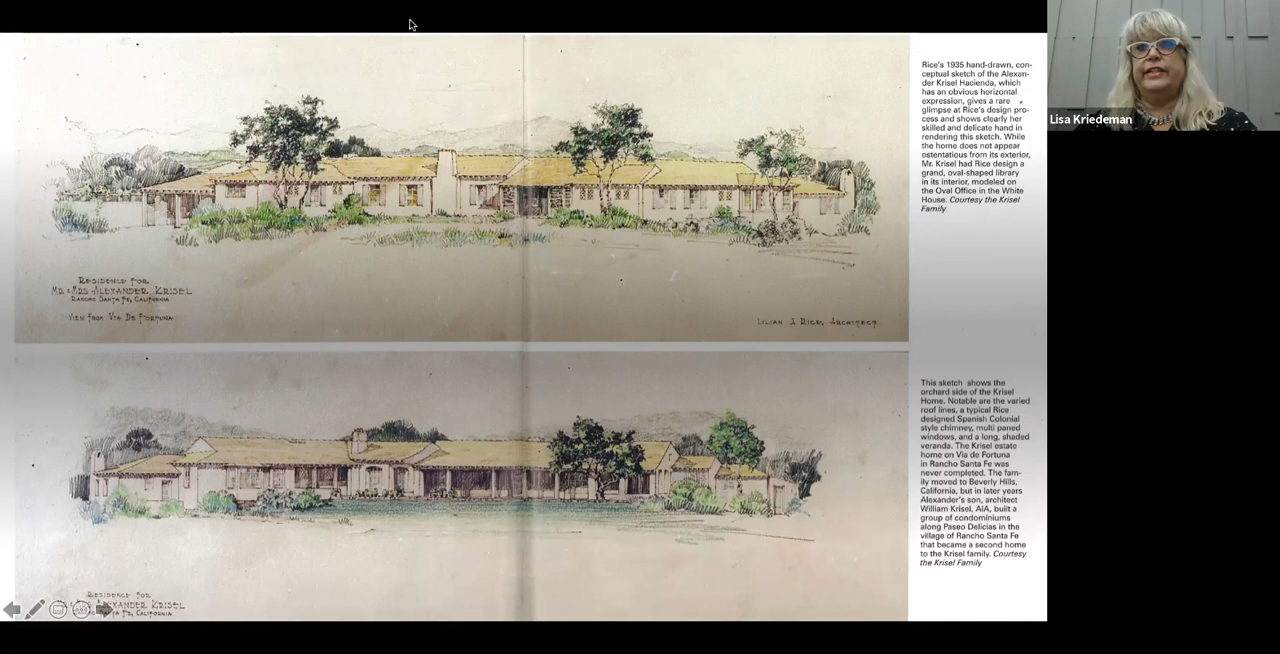 Rice's 1935 hand-drawn, con-
ceptual sketch of the Alexan-
der Krisel Hacienda, which
has an obvious horizontal
expression, gives a rare
glimpse at Rice's design pro-
cess and shows clearly her
skilled and delicate hand in
rendering this sketch. While
the home does not appear
ostentatious from its exterior,
Mr. Krisel had Rice design a
grand, oval-shaped library
in its interior, modeled on
the Oval Office in the White
House. Courtesy the Krisel
Family
Lisa Kriedeman
RESIDENCE FOR
MR. & MRS. ALEXANDER KRISEL
RANCHO SANTA FE, CALIFORNIA
VIEW FROM VIA DE FORTUNA
LILIAN J. RICE, ARCHITECT
This sketch shows the
orchard side of the Krisel
Home. Notable are the varied
roof lines, a typical Rice
designed Spanish Colonial
style chimney, multi paned
windows, and a long, shaded
veranda. The Krisel estate
home on Via de Fortuna
in Rancho Santa Fe was
never completed. The fam-
ily moved to Beverly Hills,
California, but in later years
Alexander's son, architect
William Krisel, AIA, built a
group of condominiums
along Paseo Delicias in the
village of Rancho Santa Fe
that became a second home
to the Krisel family. Courtesy
the Krisel Family
RESIDENCE FOR
ALEXANDER KRISEL
FE, CALIFORNIA